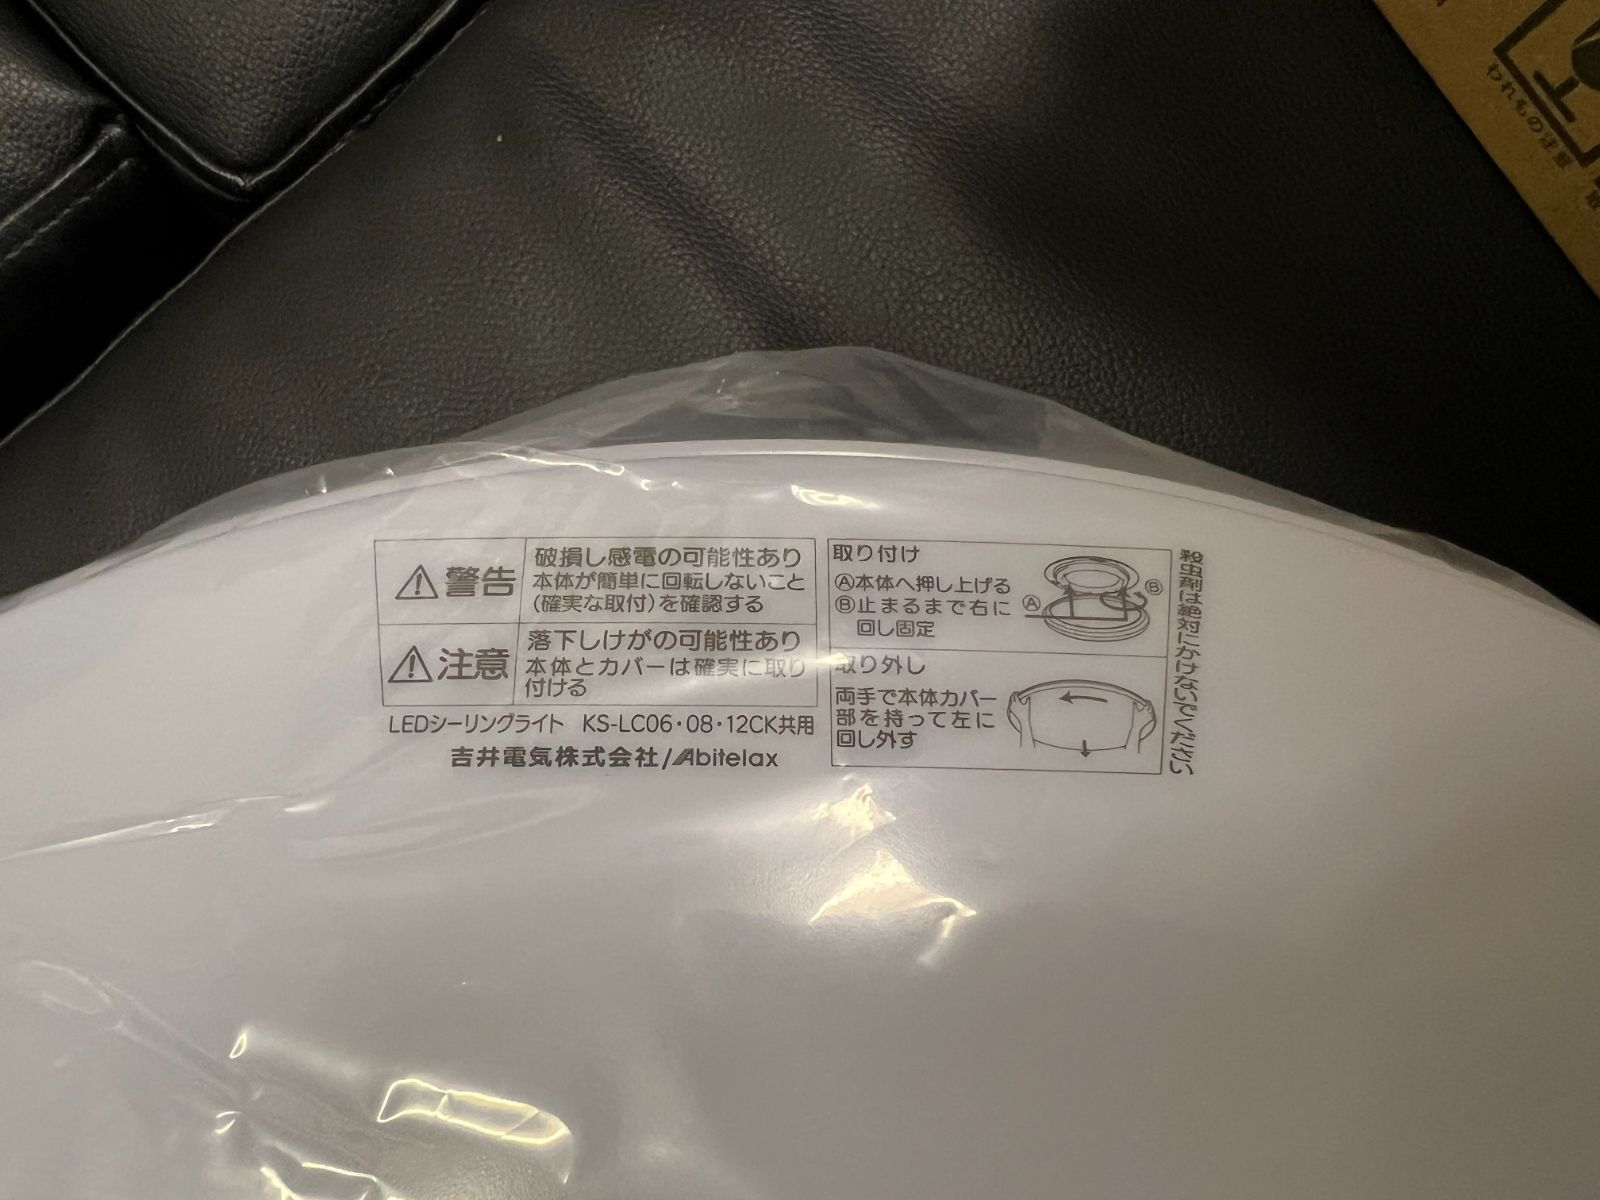 われもの注意
警告
破損し感電の可能性あり
本体が簡単に回転しないこと
(確実な取付)を確認する
注意
落下しけがの可能性あり
本体とカバーは確実に取り
付ける
LEDシーリングライト KS-LC06・08・12CK共用
吉井電気株式会社/Abitelax
取り付け
Ⓐ本体へ押し上げる
Ⓑ止まるまで右に
回し固定
Ⓐ
Ⓑ
取り外し
両手で本体カバー
部を持って左に
回し外す
殺虫剤は絶対にかけないでください